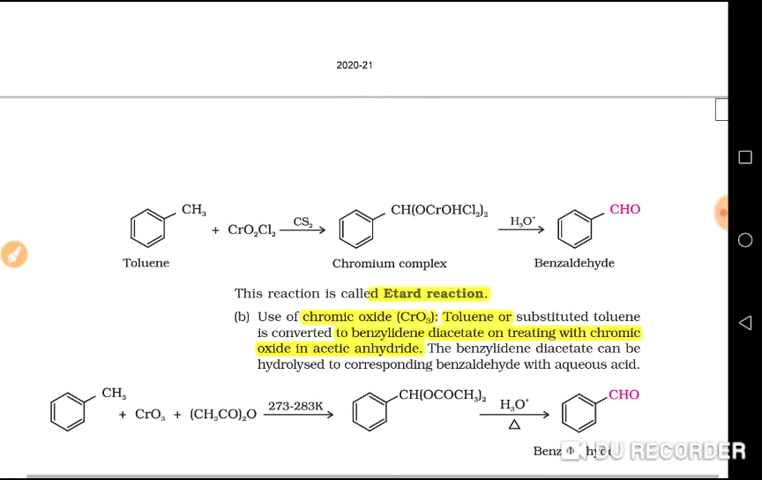 2020-21
CH₃ + CrO₂Cl₂ CS₂ CH(OCrOHCl₂)₂ H₃O⁺ CHO
Toluene Chromium complex Benzaldehyde
This reaction is called Etard reaction.
(b) Use of chromic oxide (CrO₃): Toluene or substituted toluene
is converted to benzylidene diacetate on treating with chromic
oxide in acetic anhydride. The benzylidene diacetate can be
hydrolysed to corresponding benzaldehyde with aqueous acid.
CH₃ + CrO₃ + (CH₃CO)₂O 273-283K CH(OCOCH₃)₂ H₃O⁺ Δ CHO
DU RECORDER